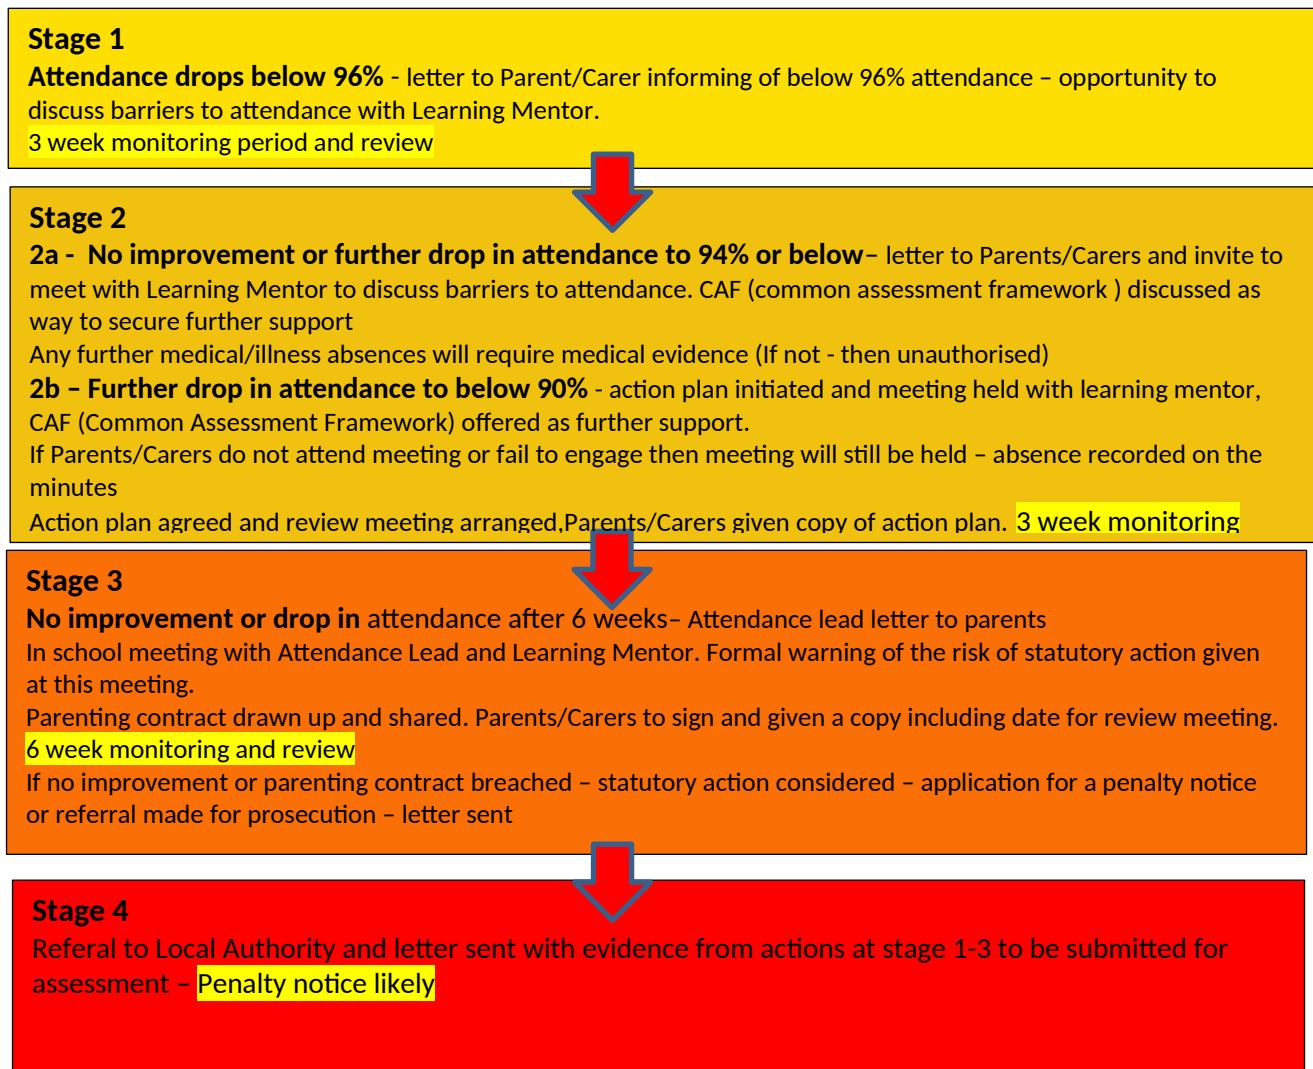 Stage 1
Attendance drops below 96% - letter to Parent/Carer informing of below 96% attendance – opportunity to
discuss barriers to attendance with Learning Mentor.
3 week monitoring period and review
Stage 2
2a -  No improvement or further drop in attendance to 94% or below– letter to Parents/Carers and invite to
meet with Learning Mentor to discuss barriers to attendance. CAF (common assessment framework ) discussed as
way to secure further support
Any further medical/illness absences will require medical evidence (If not - then unauthorised)
2b – Further drop in attendance to below 90% - action plan initiated and meeting held with learning mentor,
CAF (Common Assessment Framework) offered as further support.
If Parents/Carers do not attend meeting or fail to engage then meeting will still be held – absence recorded on the
minutes
Action plan agreed and review meeting arranged,Parents/Carers given copy of action plan. 3 week monitoring
Stage 3
No improvement or drop in attendance after 6 weeks– Attendance lead letter to parents
In school meeting with Attendance Lead and Learning Mentor. Formal warning of the risk of statutory action given
at this meeting.
Parenting contract drawn up and shared. Parents/Carers to sign and given a copy including date for review meeting.
6 week monitoring and review
If no improvement or parenting contract breached – statutory action considered – application for a penalty notice
or referral made for prosecution – letter sent
Stage 4
Referal to Local Authority and letter sent with evidence from actions at stage 1-3 to be submitted for
assessment – Penalty notice likely